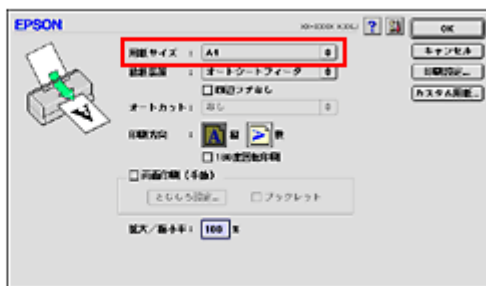 EPSON
OK
用紙サイズ： A4
キャンセル
給紙装置： オートシートフィーダ
印刷設定...
四辺フチなし
カスタム用紙...
オートカット： なし
印刷方向： 縦 横
180度回転印刷
両面印刷（手動）
とじしろ設定... ブックレット
拡大／縮小率： 100 %